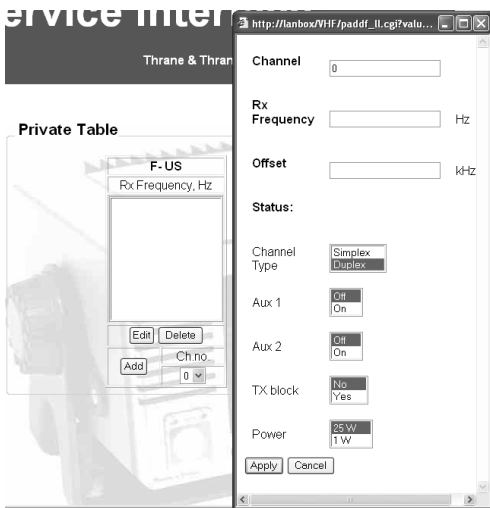 ervice Inter
Thrane & Thran
Private Table
F- US
Rx Frequency, Hz
Edit Delete
Add
Ch.no.
0
http://lanbox/VHF/paddf_ll.cgi?valu...
Channel
0
Rx
Frequency
Hz
Offset
kHz
Status:
Channel
Type
Simplex
Duplex
Aux 1
Off
On
Aux 2
Off
On
TX block
No
Yes
Power
25 W
1 W
Apply Cancel